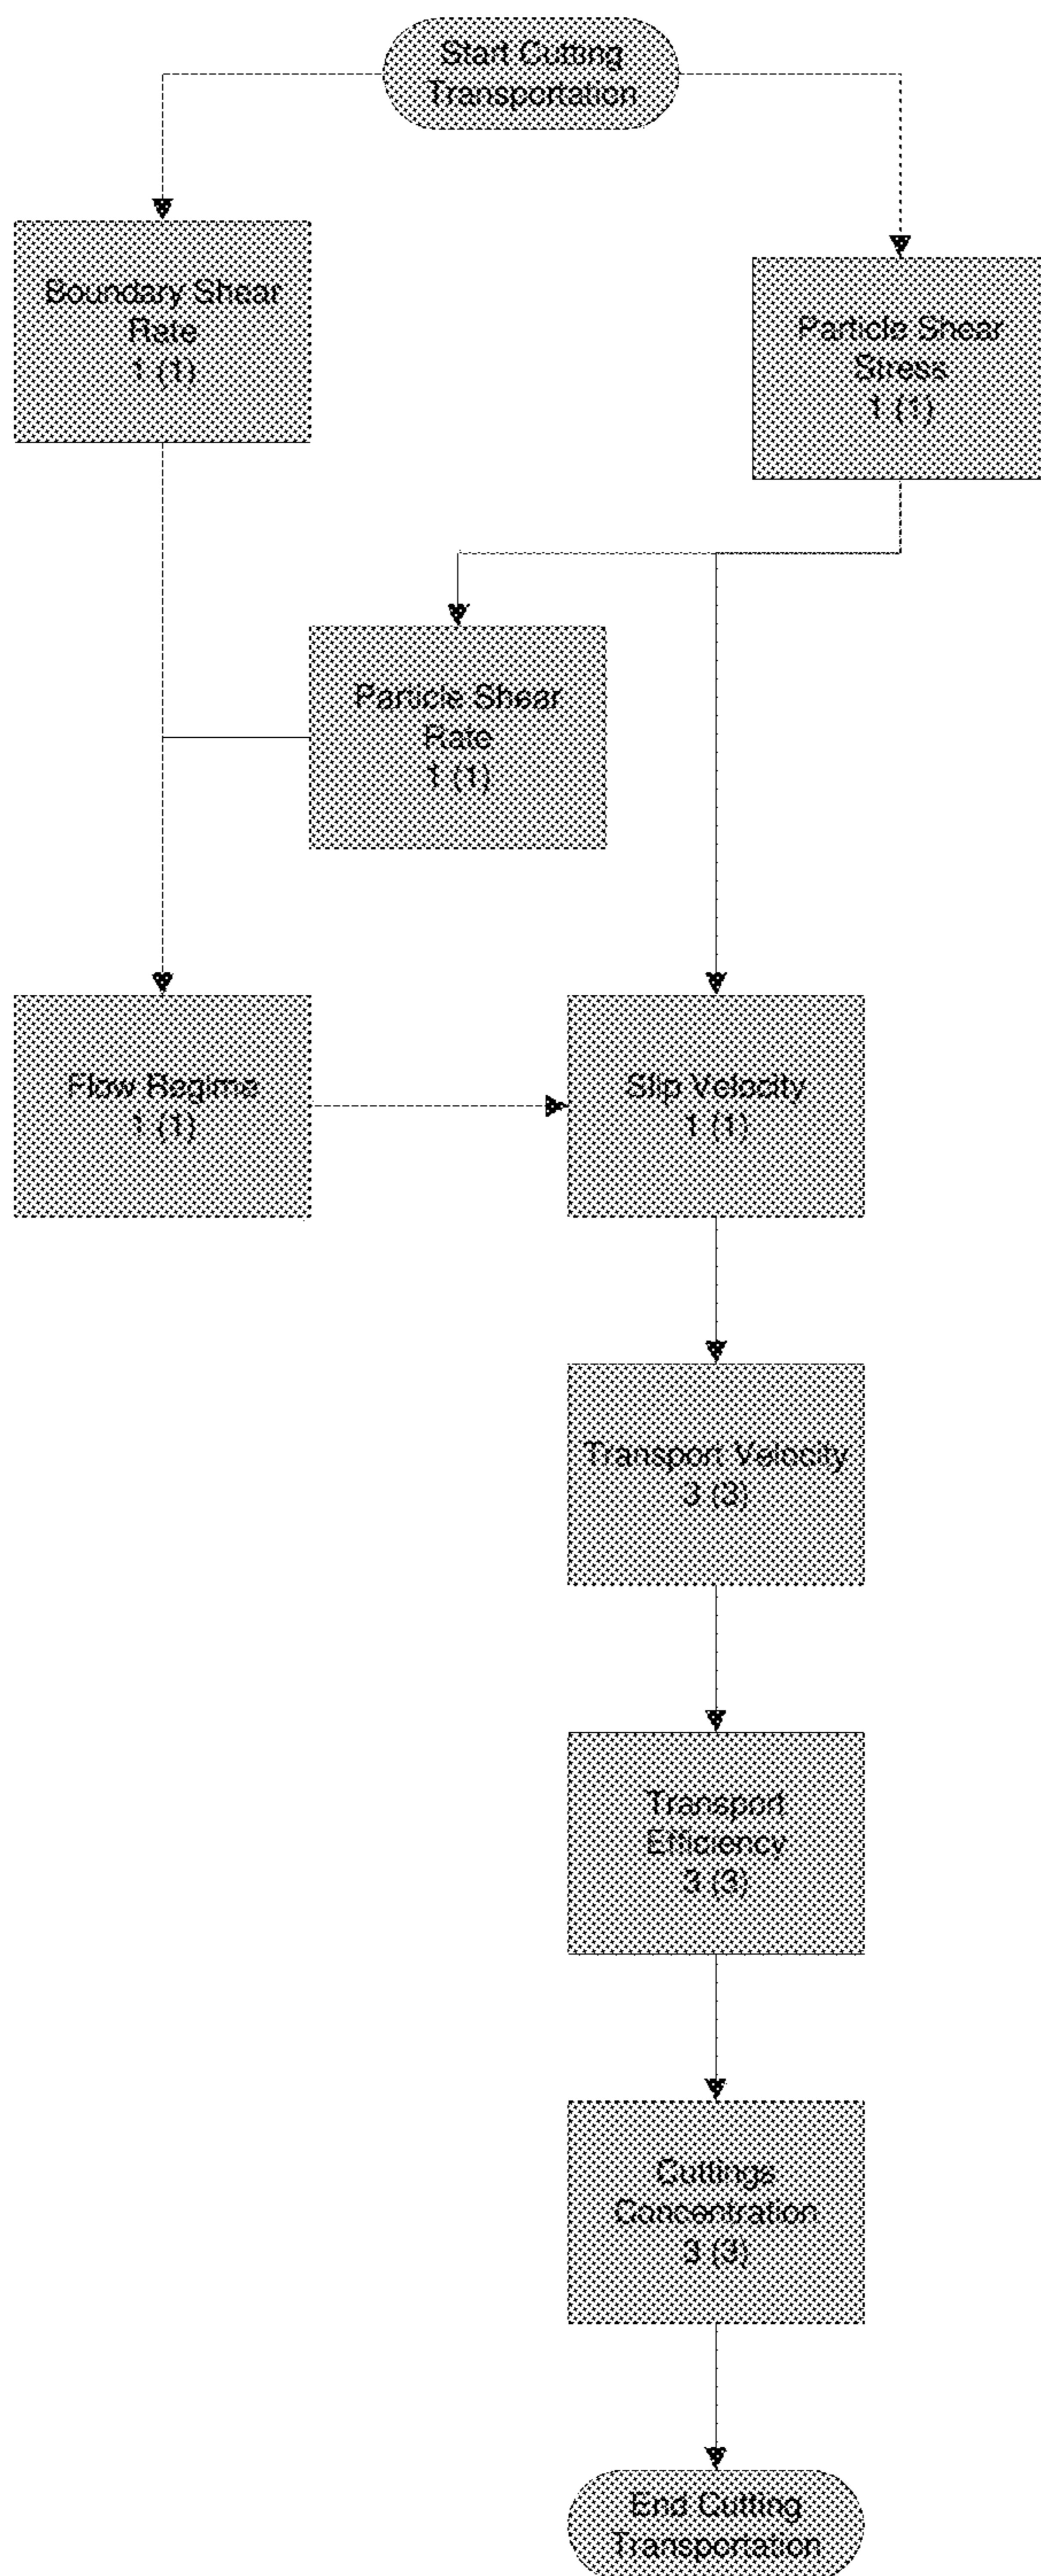 Start Cutting
Transportation
Boundary Shear
Rate
1 (1)
Particle Shear
Stress
1 (1)
Particle Shear
Rate
1 (1)
Flow Regime
1 (1)
Slip Velocity
1 (1)
Transport Velocity
3 (3)
Transport
Efficiency
3 (3)
Cuttings
Concentration
3 (3)
End Cutting
Transportation